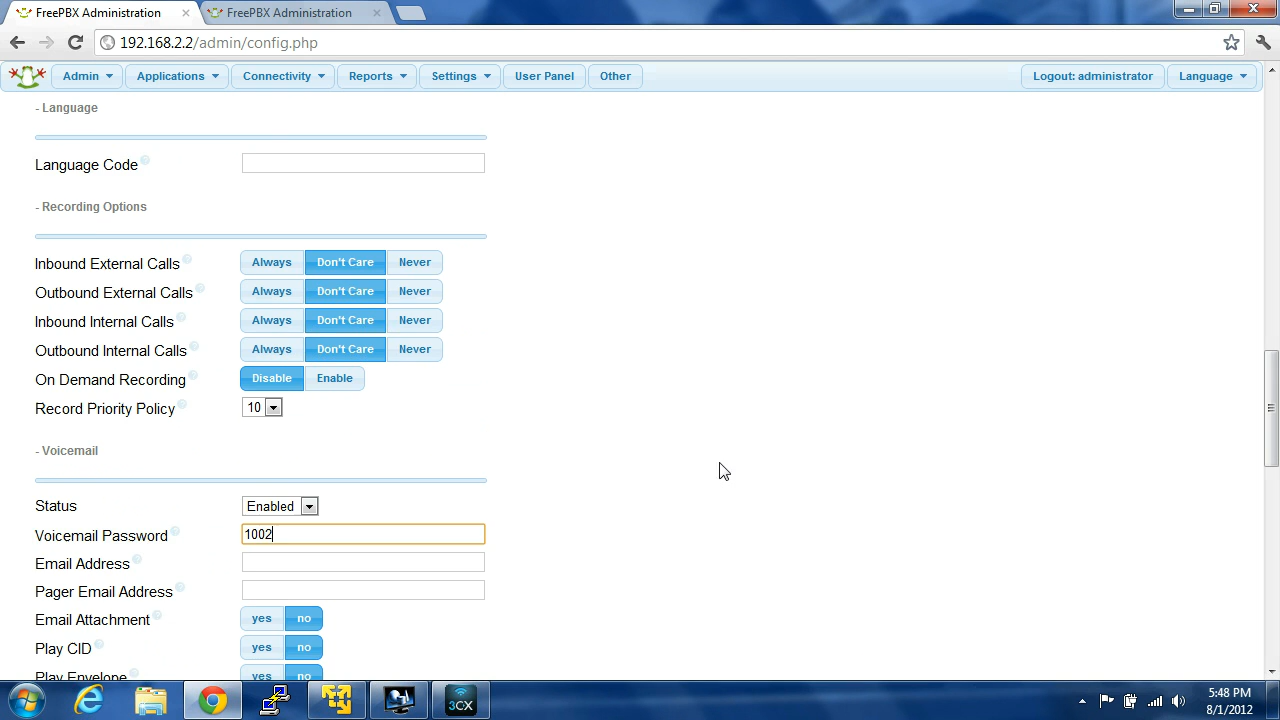 FreePBX Administration
FreePBX Administration
192.168.2.2/admin/config.php
Admin Applications Connectivity Reports Settings User Panel Other Logout: administrator Language
- Language
Language Code
- Recording Options
Inbound External Calls Always Don't Care Never
Outbound External Calls Always Don't Care Never
Inbound Internal Calls Always Don't Care Never
Outbound Internal Calls Always Don't Care Never
On Demand Recording Disable Enable
Record Priority Policy 10
- Voicemail
Status Enabled
Voicemail Password 1002
Email Address
Pager Email Address
Email Attachment yes no
Play CID yes no
Play Envelope yes no
3CX
5:48 PM
8/1/2012